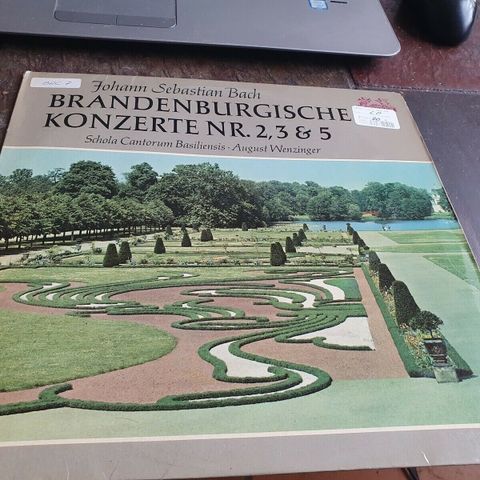 Johann Sebastian Bach
BRANDENBURGISCHE
KONZERTE NR. 2,3 & 5
Schola Cantorum Basiliensis · August Wenzinger